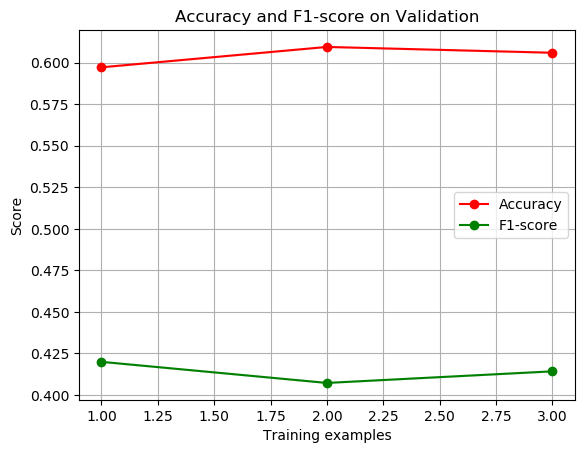 Accuracy and F1-score on Validation
0.600
0.575
0.550
0.525
0.500
0.475
0.450
0.425
0.400
Score
Accuracy
F1-score
1.00 1.25 1.50 1.75 2.00 2.25 2.50 2.75 3.00
Training examples